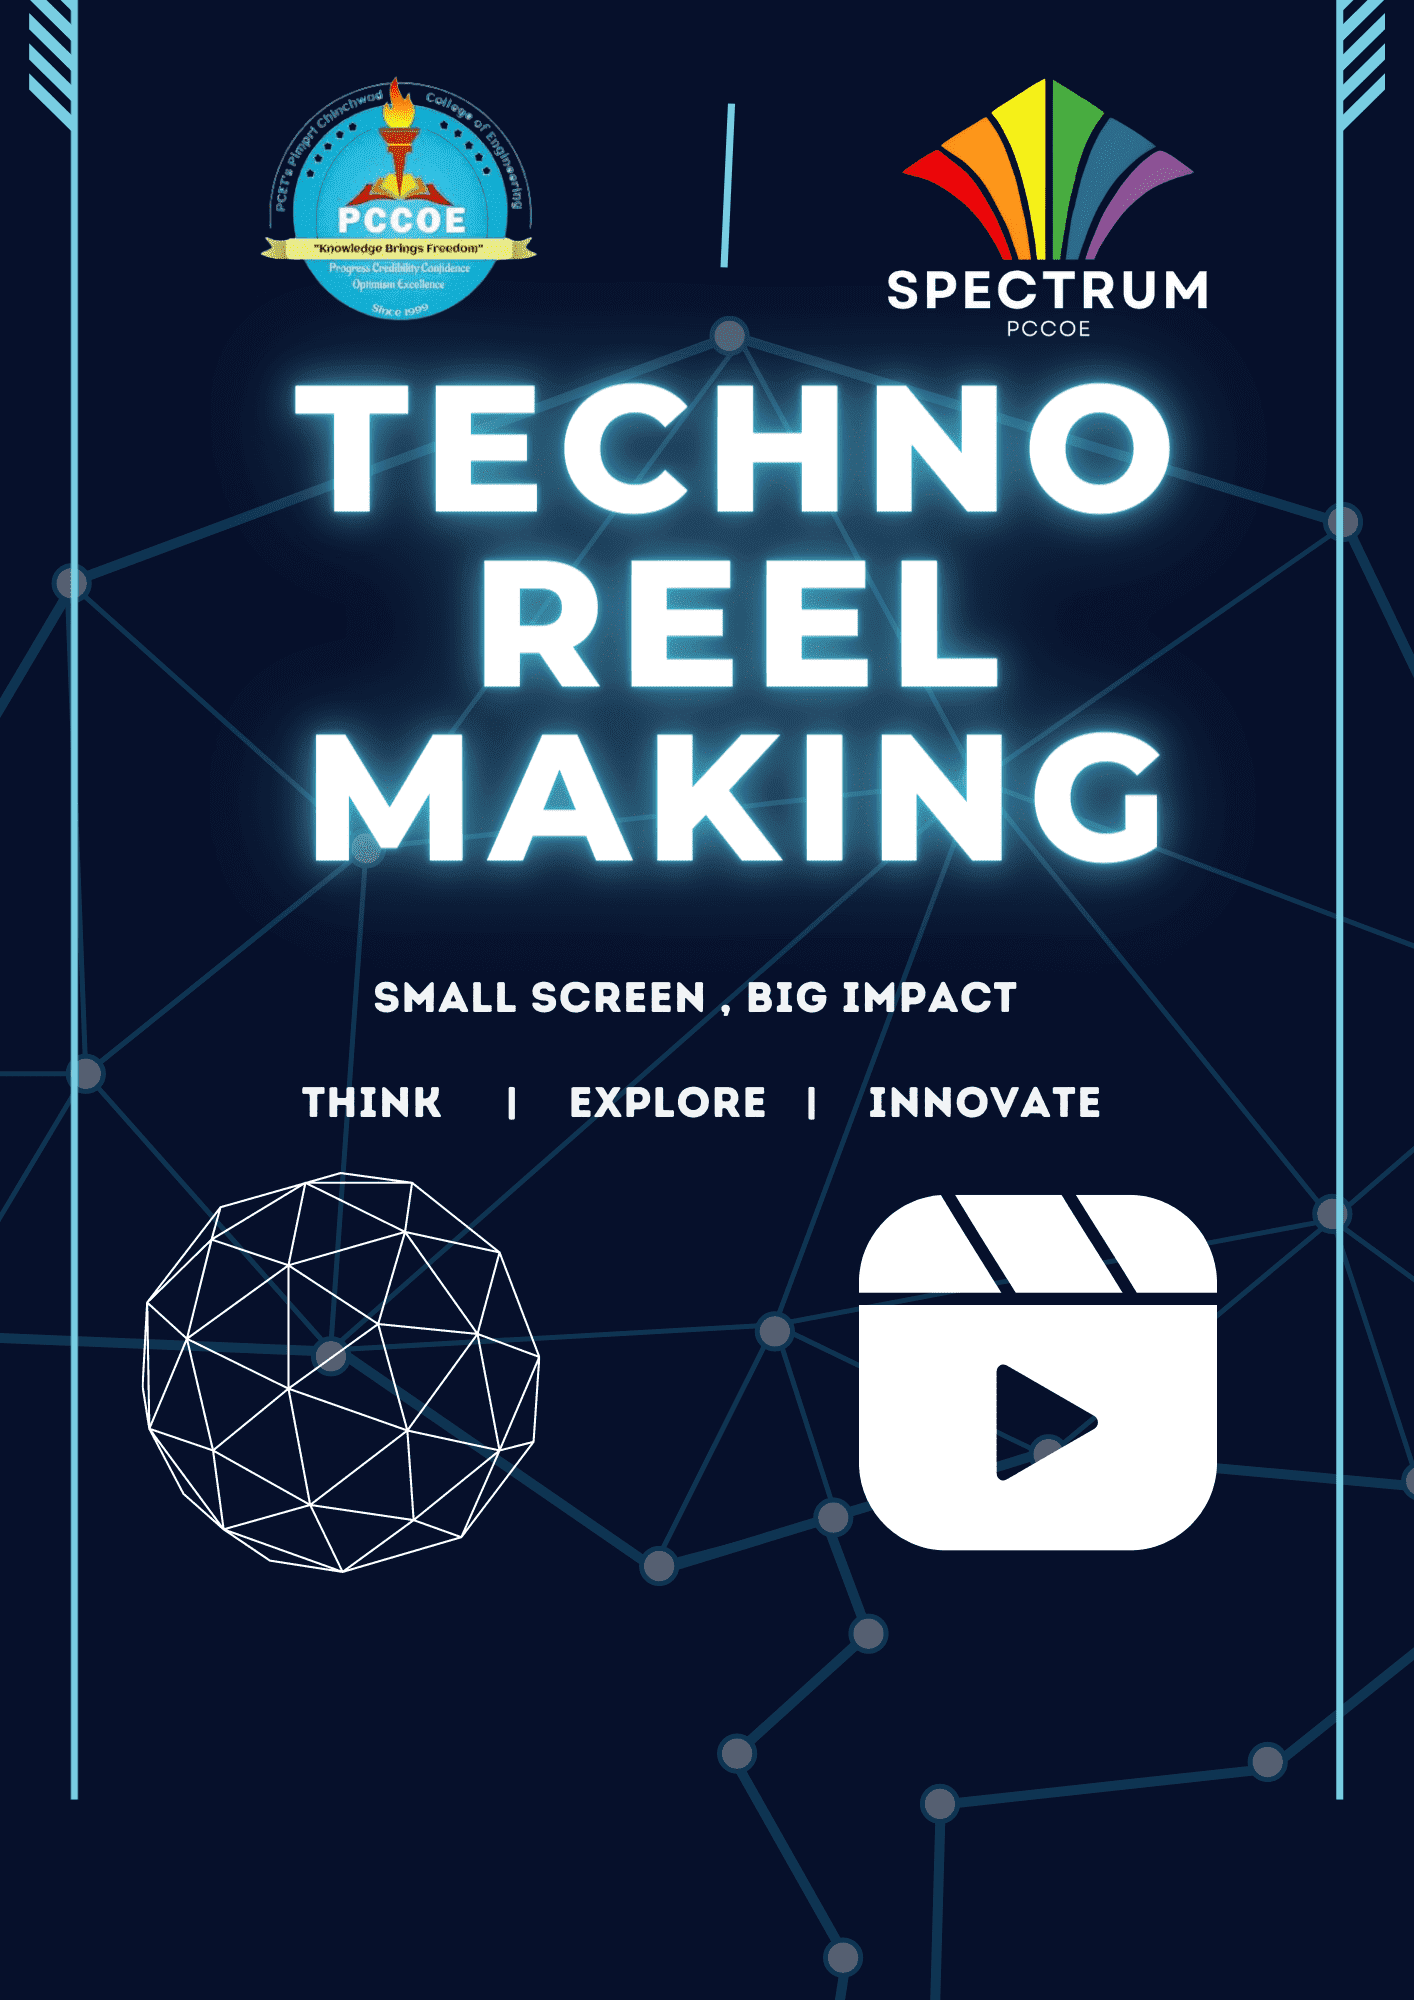 PCET's Pimpri Chinchwad College of Engineering
PCCOE
"Knowledge Brings Freedom"
Progress Credibility Confidence
Optimism Excellence
Since 1999
SPECTRUM
PCCOE
TECHNO
REEL
MAKING
SMALL SCREEN , BIG IMPACT
THINK | EXPLORE | INNOVATE